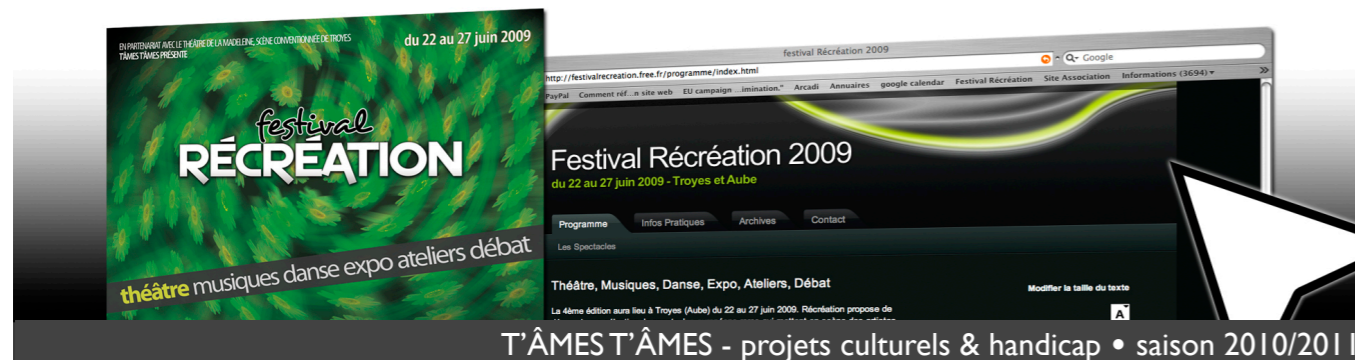 EN PARTENARIAT AVEC LE THÉÂTRE DE LA MADELEINE, SCÈNE CONVENTIONNÉE DE TROYES
TÂMES TÂMES PRÉSENTE
du 22 au 27 juin 2009
festival
RÉCRÉATION
théâtre musiques danse expo ateliers débat
festival Récréation 2009
http://festivalrecreation.free.fr/programme/index.html
Google
PayPal Comment réf...n site web EU campaign ...imination." Arcadi Annuaires google calendar Festival Récréation Site Association Informations (3694)
Festival Récréation 2009
du 22 au 27 juin 2009 - Troyes et Aube
Programme Infos Pratiques Archives Contact
Les Spectacles
Théâtre, Musiques, Danse, Expo, Ateliers, Débat
Modifier la taille du texte
La 4ème édition aura lieu à Troyes (Aube) du 22 au 27 juin 2009. Récréation propose de
A
T'ÂMES T'ÂMES - projets culturels & handicap • saison 2010/2011